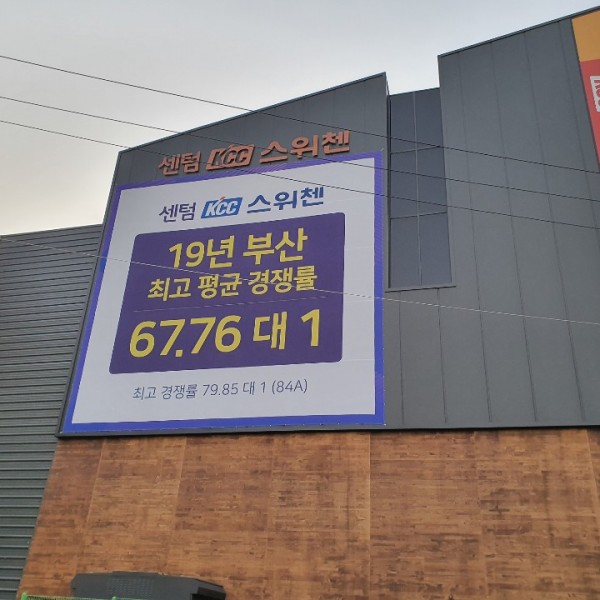 센텀 KCC 스위첸
센텀 KCC 스위첸
19년 부산
최고 평균 경쟁률
67.76 대 1
최고 경쟁률 79.85 대 1 (84A)